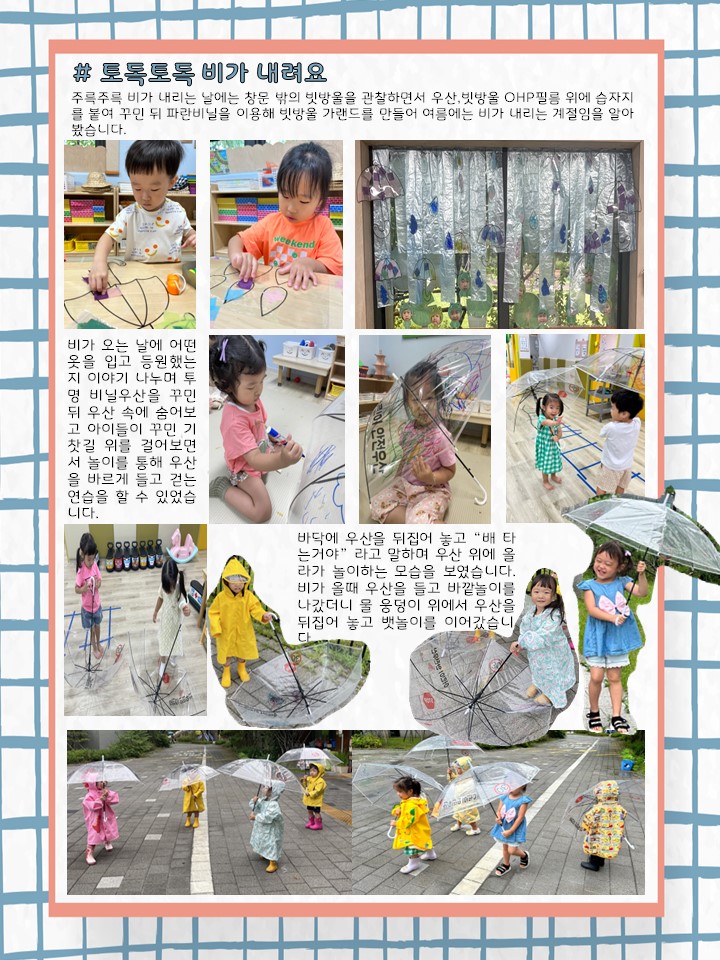 # 토독토독 비가 내려요
주륵주륵 비가 내리는 날에는 창문 밖의 빗방울을 관찰하면서 우산,빗방울 OHP필름 위에 습자지
를 붙여 꾸민 뒤 파란비닐을 이용해 빗방울 가랜드를 만들어 여름에는 비가 내리는 계절임을 알아
봤습니다.
weekend
비가 오는 날에 어떤
옷을 입고 등원했는
지 이야기 나누며 투
명 비닐우산을 꾸민
뒤 우산 속에 숨어보
고 아이들이 꾸민 기
찻길 위를 걸어보면
서 놀이를 통해 우산
을 바르게 들고 걷는
연습을 할 수 있었습
니다.
안전우산
바닥에 우산을 뒤집어 놓고 “배 타
는거야” 라고 말하며 우산 위에 올
라가 놀이하는 모습을 보였습니다.
비가 올때 우산을 들고 바깥놀이를
나갔더니 물 웅덩이 위에서 우산을
뒤집어 놓고 뱃놀이를 이어갔습니
다.